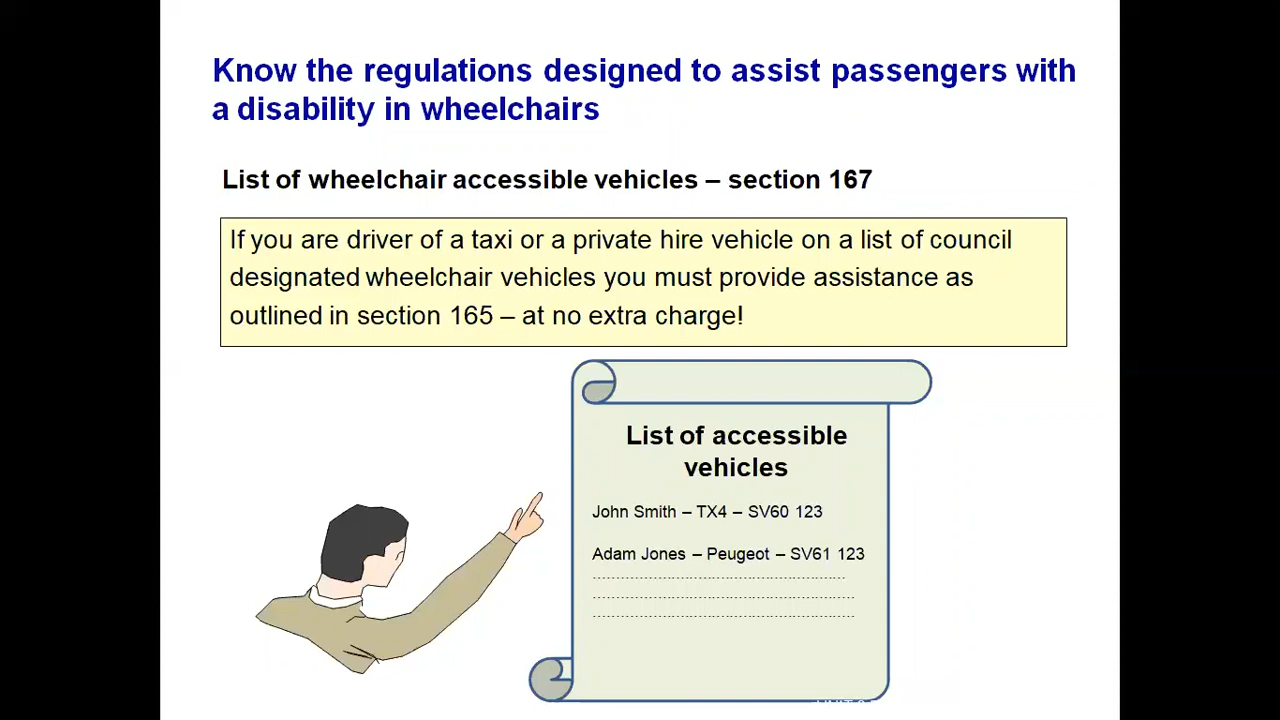 Know the regulations designed to assist passengers with
a disability in wheelchairs
List of wheelchair accessible vehicles – section 167
If you are driver of a taxi or a private hire vehicle on a list of council
designated wheelchair vehicles you must provide assistance as
outlined in section 165 – at no extra charge!
List of accessible
vehicles
John Smith – TX4 – SV60 123
Adam Jones – Peugeot – SV61 123